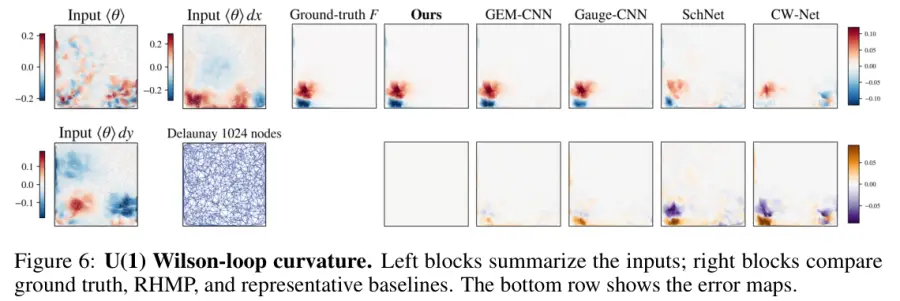 Input ⟨θ⟩
Input ⟨θ⟩ dx
Ground-truth F
Ours
GEM-CNN
Gauge-CNN
SchNet
CW-Net
0.2
0.0
−0.2
0.2
0.0
−0.2
0.10
0.05
0.00
−0.05
−0.10
Input ⟨θ⟩ dy
Delaunay 1024 nodes
0.1
0.0
−0.1
0.05
0.00
−0.05
Figure 6: U(1) Wilson-loop curvature. Left blocks summarize the inputs; right blocks compare
ground truth, RHMP, and representative baselines. The bottom row shows the error maps.